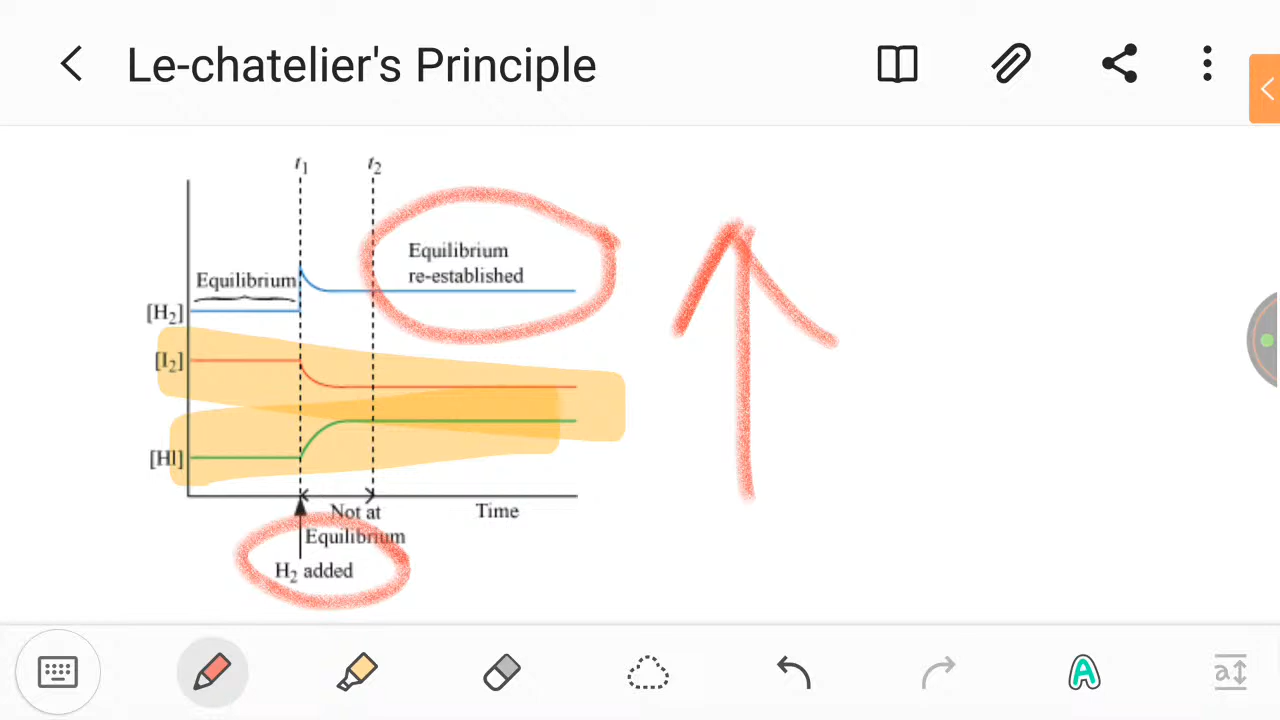 Le-chatelier's Principle
t₁
t₂
Equilibrium
re-established
Equilibrium
[H₂]
[I₂]
[HI]
Not at
Equilibrium
Time
H₂ added
A
a